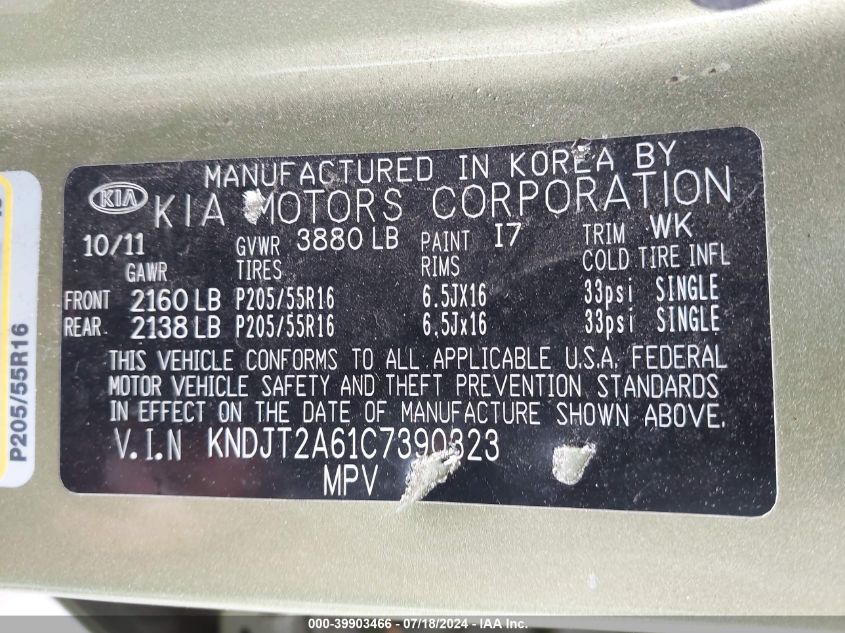 MANUFACTURED IN KOREA BY
KIA KIA MOTORS CORPORATION
10/11 GVWR 3880 LB PAINT I7 TRIM WK
GAWR TIRES RIMS COLD TIRE INFL
FRONT 2160 LB P205/55R16 6.5JX16 33psi SINGLE
REAR 2138 LB P205/55R16 6.5Jx16 33psi SINGLE
THIS VEHICLE CONFORMS TO ALL APPLICABLE U.S.A. FEDERAL
MOTOR VEHICLE SAFETY AND THEFT PREVENTION STANDARDS
IN EFFECT ON THE DATE OF MANUFACTURE SHOWN ABOVE.
V.I.N KNDJT2A61C7390323
MPV
P205/55R16
000-39903466 - 07/18/2024 - IAA Inc.